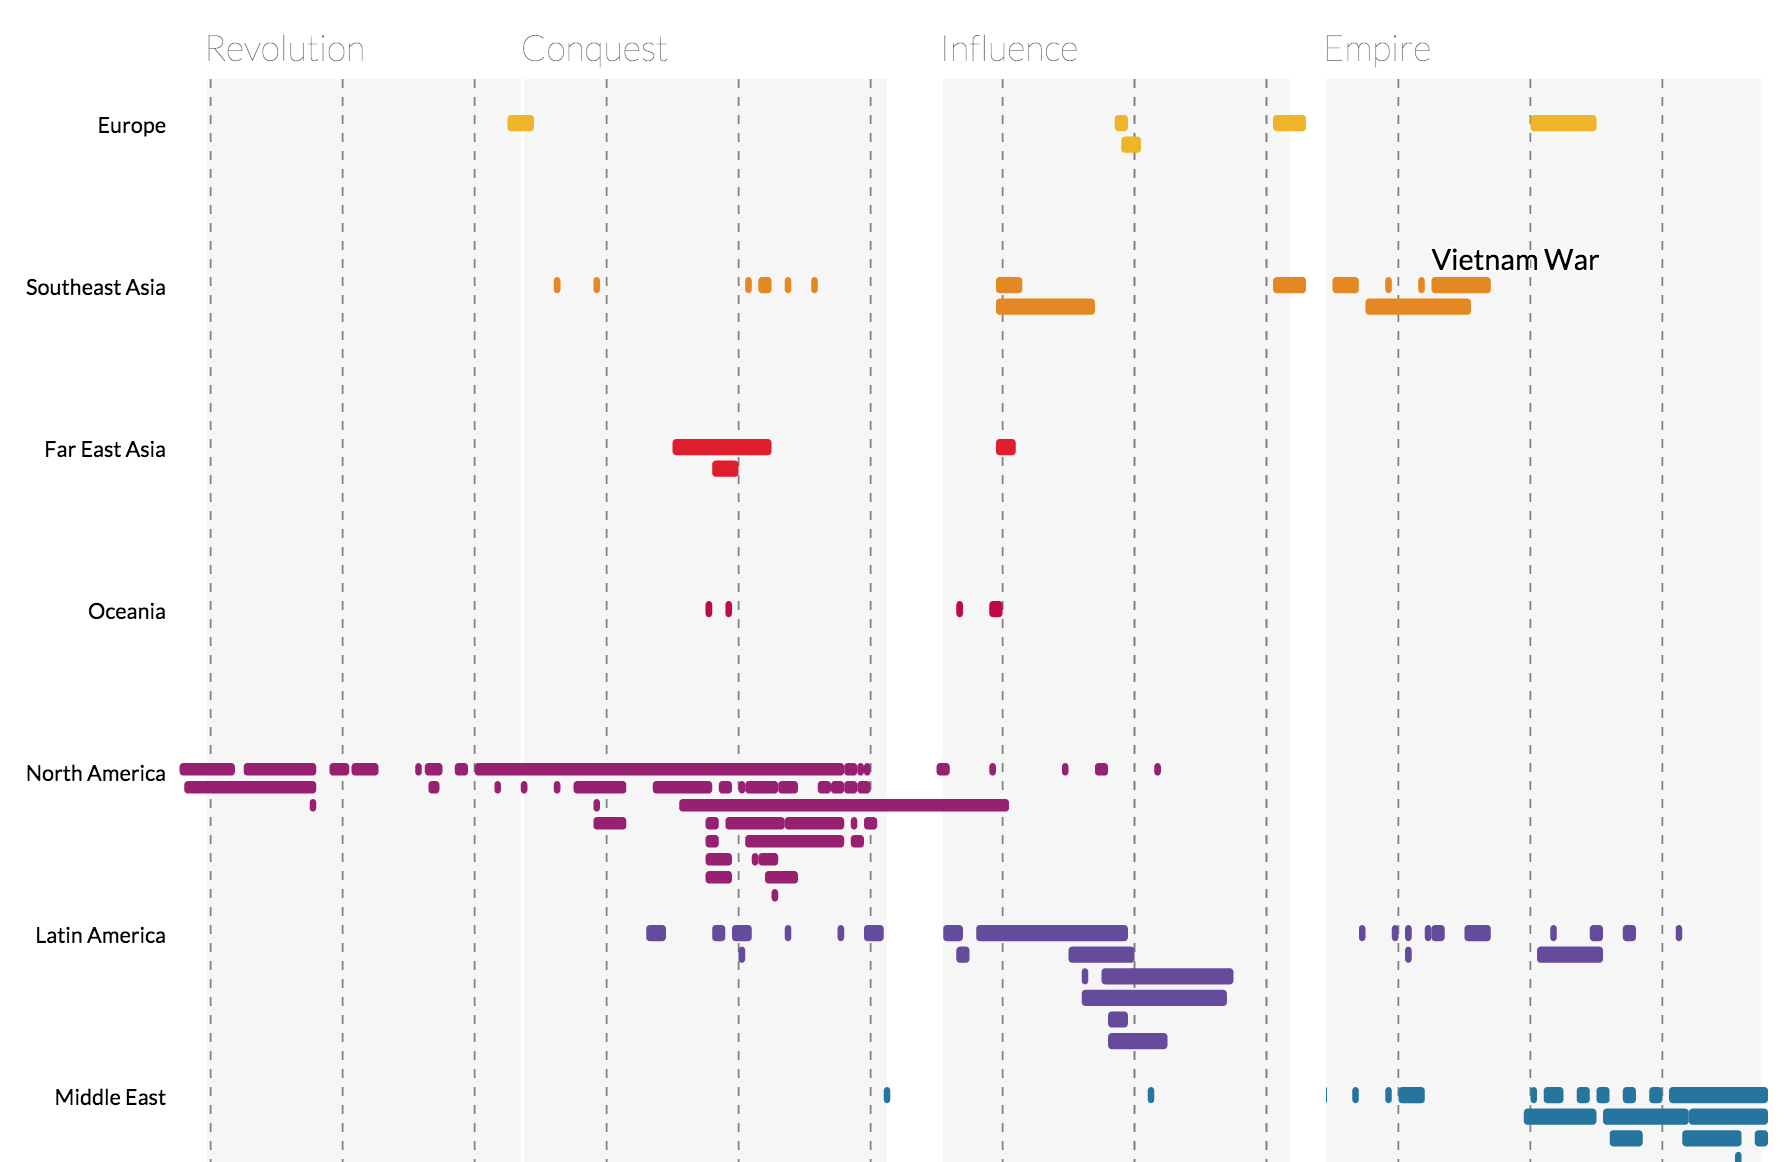 Revolution Conquest Influence Empire
Europe
Vietnam War
Southeast Asia
Far East Asia
Oceania
North America
Latin America
Middle East